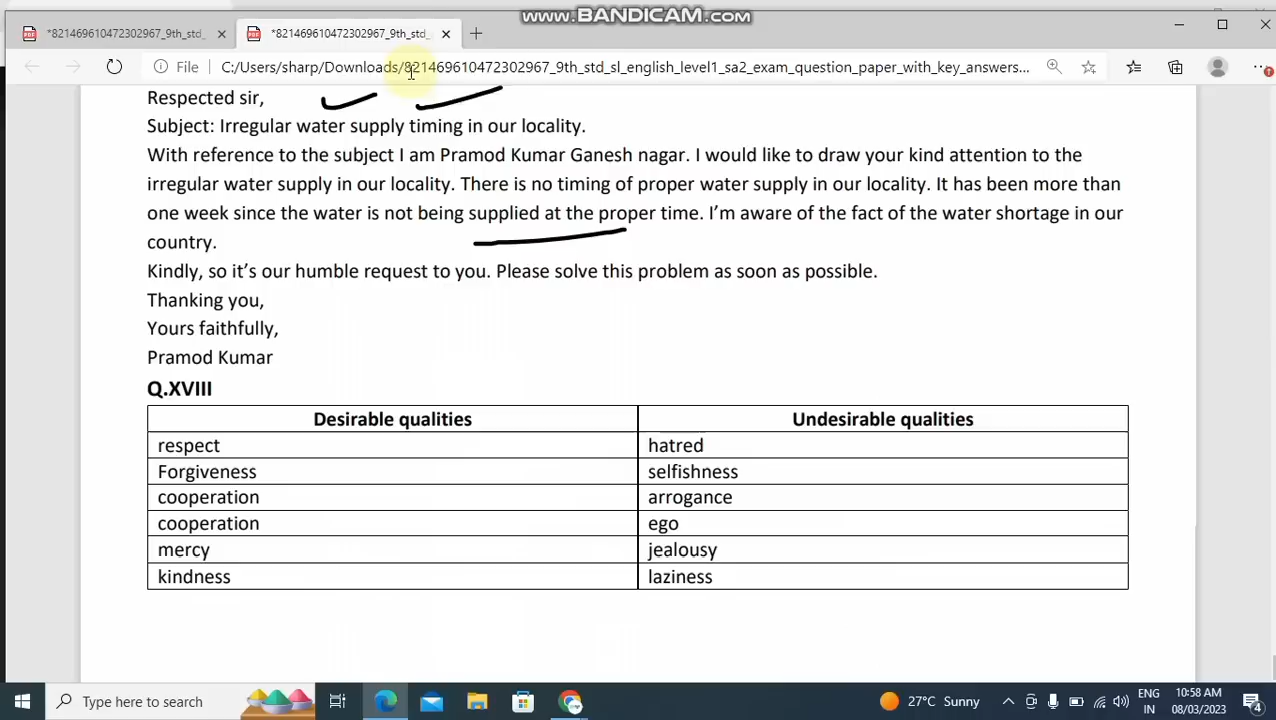 www.BANDICAM.com
*821469610472302967_9th_std_
*821469610472302967_9th_std_
File
C:/Users/sharp/Downloads/821469610472302967_9th_std_sl_english_level1_sa2_exam_question_paper_with_key_answers...
Respected sir,
Subject: Irregular water supply timing in our locality.
With reference to the subject I am Pramod Kumar Ganesh nagar. I would like to draw your kind attention to the
irregular water supply in our locality. There is no timing of proper water supply in our locality. It has been more than
one week since the water is not being supplied at the proper time. I'm aware of the fact of the water shortage in our
country.
Kindly, so it's our humble request to you. Please solve this problem as soon as possible.
Thanking you,
Yours faithfully,
Pramod Kumar
Q.XVIII
Desirable qualities Undesirable qualities
respect hatred
Forgiveness selfishness
cooperation arrogance
cooperation ego
mercy jealousy
kindness laziness
Type here to search
27°C Sunny
ENG
IN
10:58 AM
08/03/2023
4